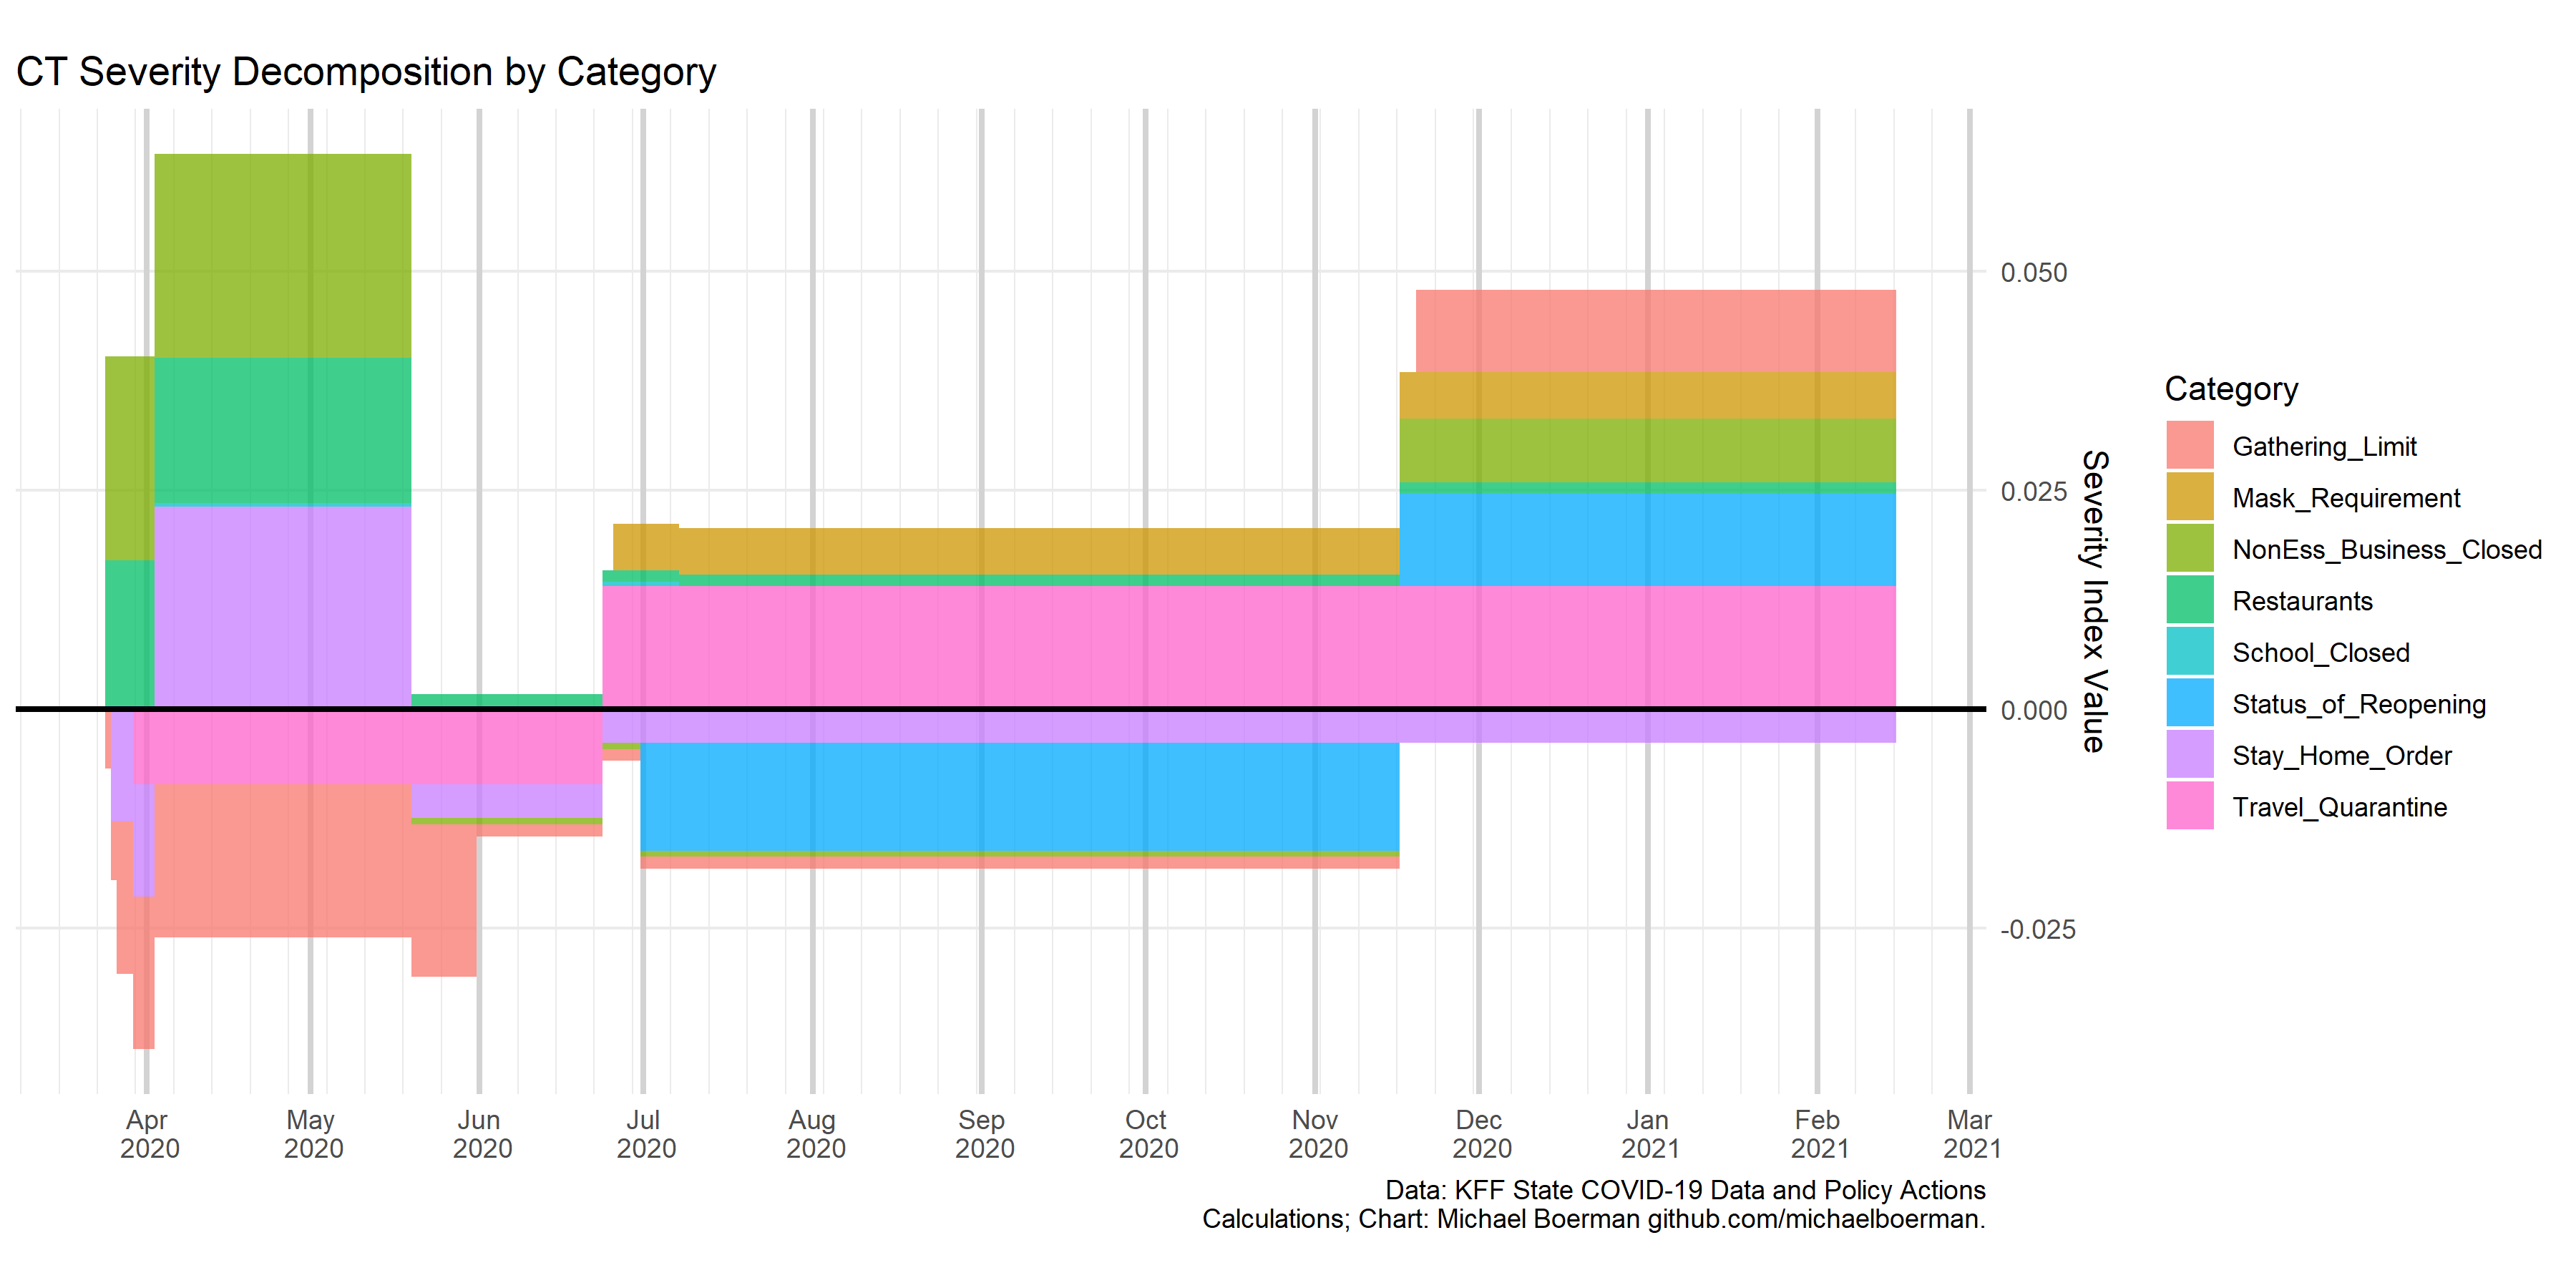 CT Severity Decomposition by Category
0.050
0.025
0.000
-0.025
Severity Index Value
Category
Gathering_Limit
Mask_Requirement
NonEss_Business_Closed
Restaurants
School_Closed
Status_of_Reopening
Stay_Home_Order
Travel_Quarantine
Apr
2020
May
2020
Jun
2020
Jul
2020
Aug
2020
Sep
2020
Oct
2020
Nov
2020
Dec
2020
Jan
2021
Feb
2021
Mar
2021
Data: KFF State COVID-19 Data and Policy Actions
Calculations; Chart: Michael Boerman github.com/michaelboerman.